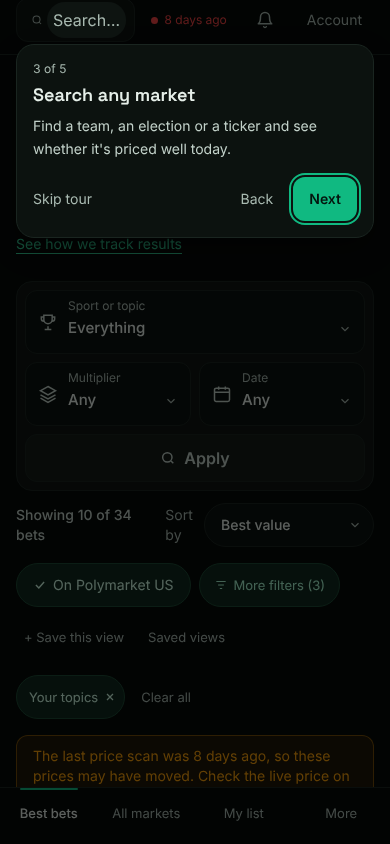 Search...
8 days ago
Account
3 of 5
Search any market
Find a team, an election or a ticker and see
whether it's priced well today.
Skip tour
Back
Next
See how we track results
Sport or topic
Everything
Multiplier
Any
Date
Any
Apply
Showing 10 of 34
bets
Sort
by
Best value
On Polymarket US
More filters (3)
+ Save this view
Saved views
Your topics ×
Clear all
The last price scan was 8 days ago, so these
prices may have moved. Check the live price on
Best bets
All markets
My list
More